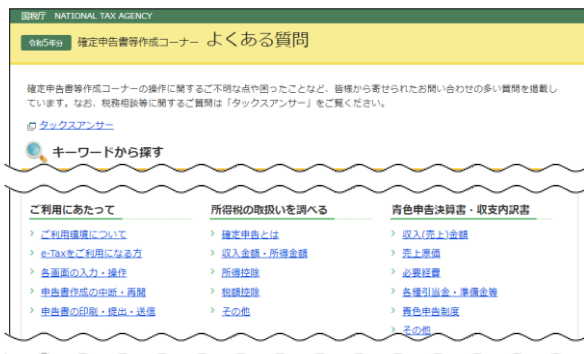 国税庁 NATIONAL TAX AGENCY
令和5年分 確定申告書等作成コーナー よくある質問
確定申告書等作成コーナーの操作に関するご不明な点や困ったことなど、皆様から寄せられたお問い合わせの多い質問を掲載し
ています。なお、税務相談等に関するご質問は「タックスアンサー」をご覧ください。
タックスアンサー
キーワードから探す
ご利用にあたって
ご利用環境について
e-Taxをご利用になる方
各画面の入力・操作
申告書作成の中断・再開
申告書の印刷・提出・送信
所得税の取扱いを調べる
確定申告とは
収入金額・所得金額
所得控除
税額控除
その他
青色申告決算書・収支内訳書
収入(売上)金額
売上原価
必要経費
各種引当金・準備金等
青色申告制度
その他